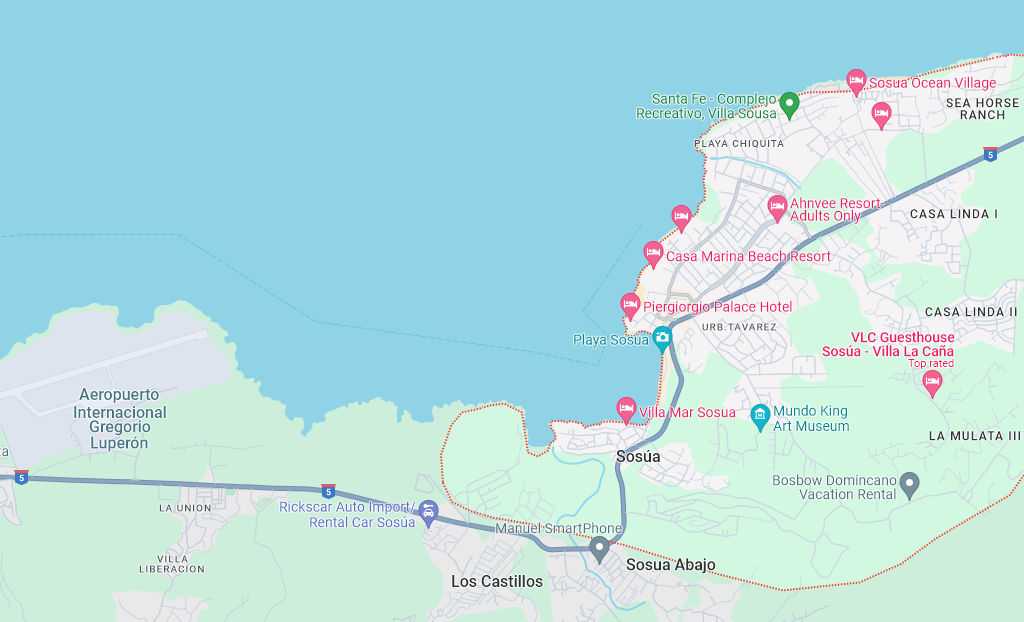 Sosua Ocean Village
Santa Fe - Complejo
Recreativo, Villa Sousa
SEA HORSE
RANCH
PLAYA CHIQUITA
5
Ahnvee Resort-
Adults Only
CASA LINDA I
Casa Marina Beach Resort
Piergiorgio Palace Hotel
CASA LINDA II
URB.TAVAREZ
Playa Sosúa
VLC Guesthouse
Sosúa - Villa La Caña
Top rated
Aeropuerto
Internacional
Gregorio
Luperón
Villa Mar Sosua
Mundo King
Art Museum
LA MULATA III
ta
Sosúa
5
5
Bosbow Domincano
Vacation Rental
LA UNION
Rickscar Auto Import/
Rental Car Sosúa
Manuel SmartPhone
VILLA
LIBERACION
Los Castillos
Sosua Abajo